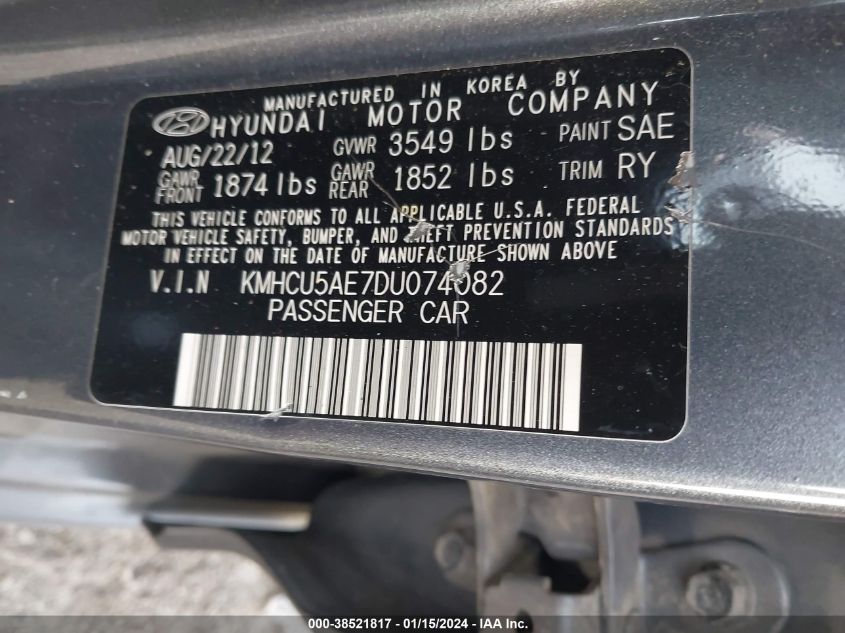 MANUFACTURED IN KOREA BY
HYUNDAI MOTOR COMPANY
AUG/22/12 GVWR 3549 lbs PAINT SAE
GAWR FRONT 1874 lbs GAWR REAR 1852 lbs TRIM RY
THIS VEHICLE CONFORMS TO ALL APPLICABLE U.S.A. FEDERAL
MOTOR VEHICLE SAFETY, BUMPER, AND THEFT PREVENTION STANDARDS
IN EFFECT ON THE DATE OF MANUFACTURE SHOWN ABOVE
V.I.N KMHCU5AE7DU074082
PASSENGER CAR
000-38521817 - 01/15/2024 - IAA Inc.